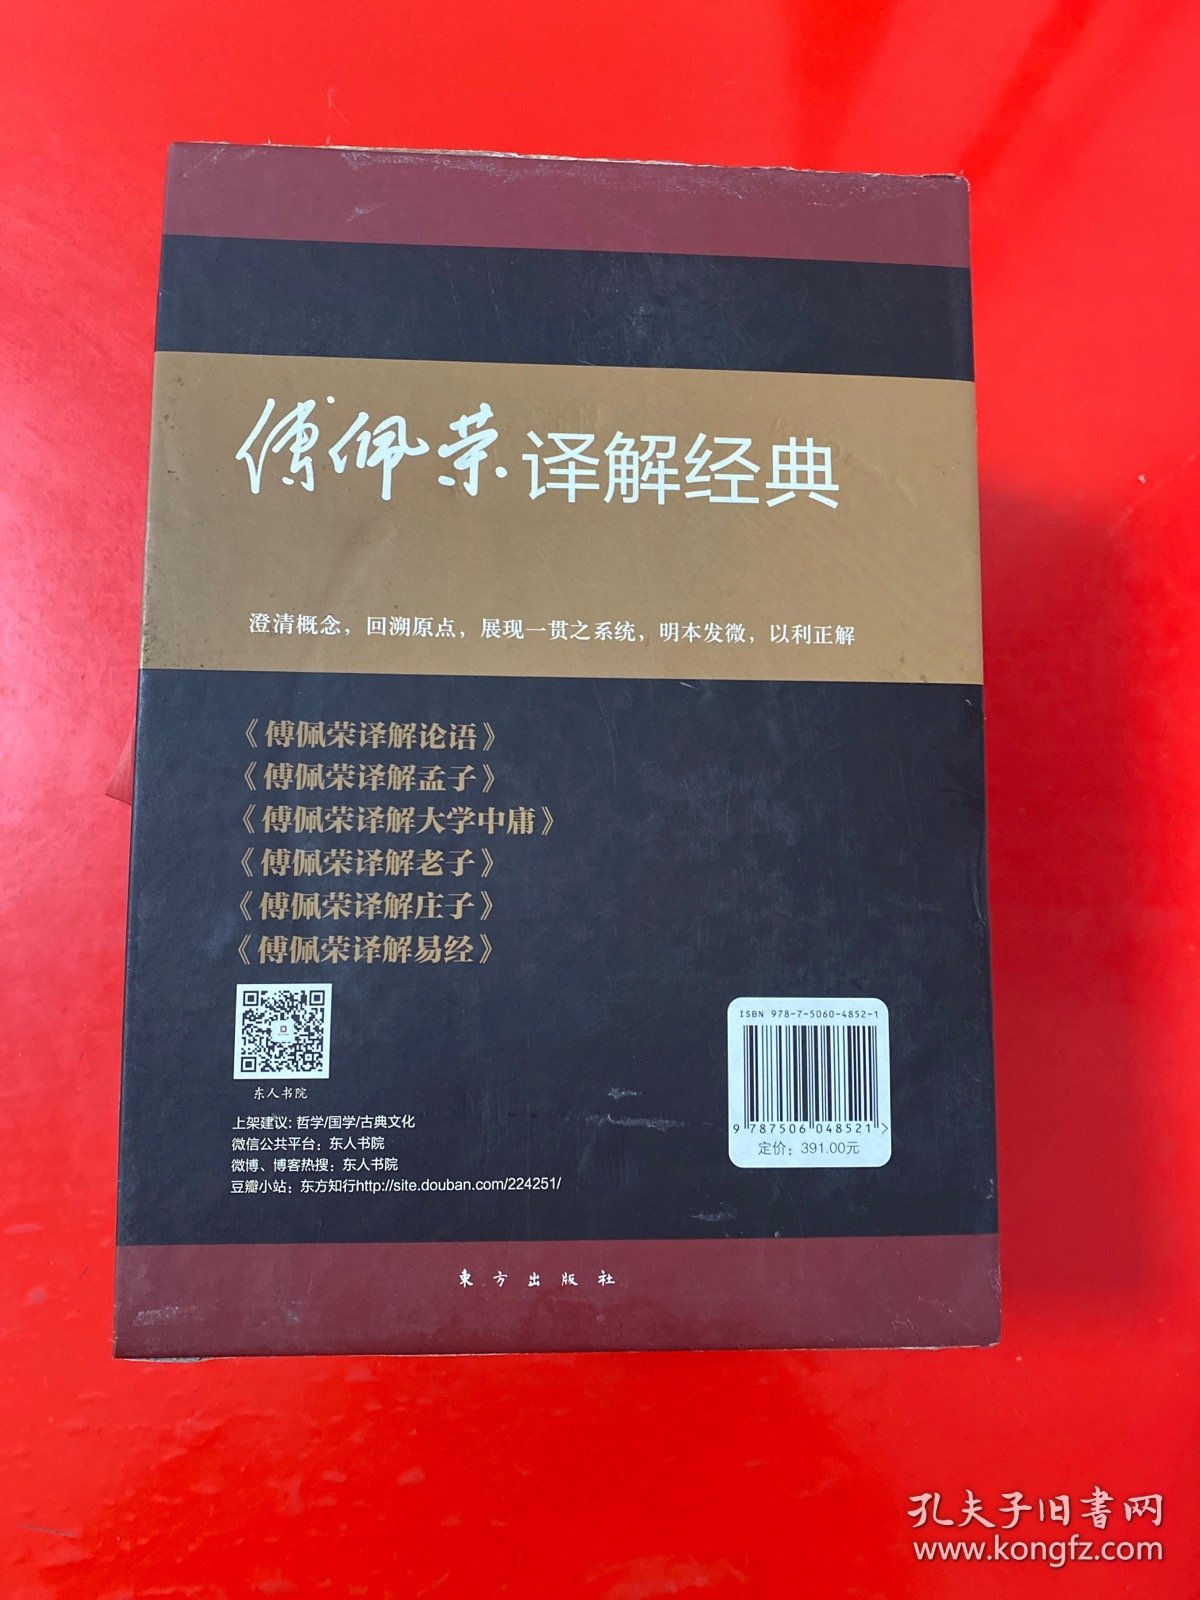 傅佩荣译解经典
澄清概念，回溯原点，展现一贯之系统，明本发微，以利正解
《傅佩荣译解论语》
《傅佩荣译解孟子》
《傅佩荣译解大学中庸》
《傅佩荣译解老子》
《傅佩荣译解庄子》
《傅佩荣译解易经》
东人书院
上架建议：哲学/国学/古典文化
微信公共平台：东人书院
微博、博客热搜：东人书院
豆瓣小站：东方知行http://site.douban.com/224251/
ISBN 978-7-5060-4852-1
9 787506 048521 >
定价：391.00元
東方出版社
孔夫子旧书网
www.kongfz.com